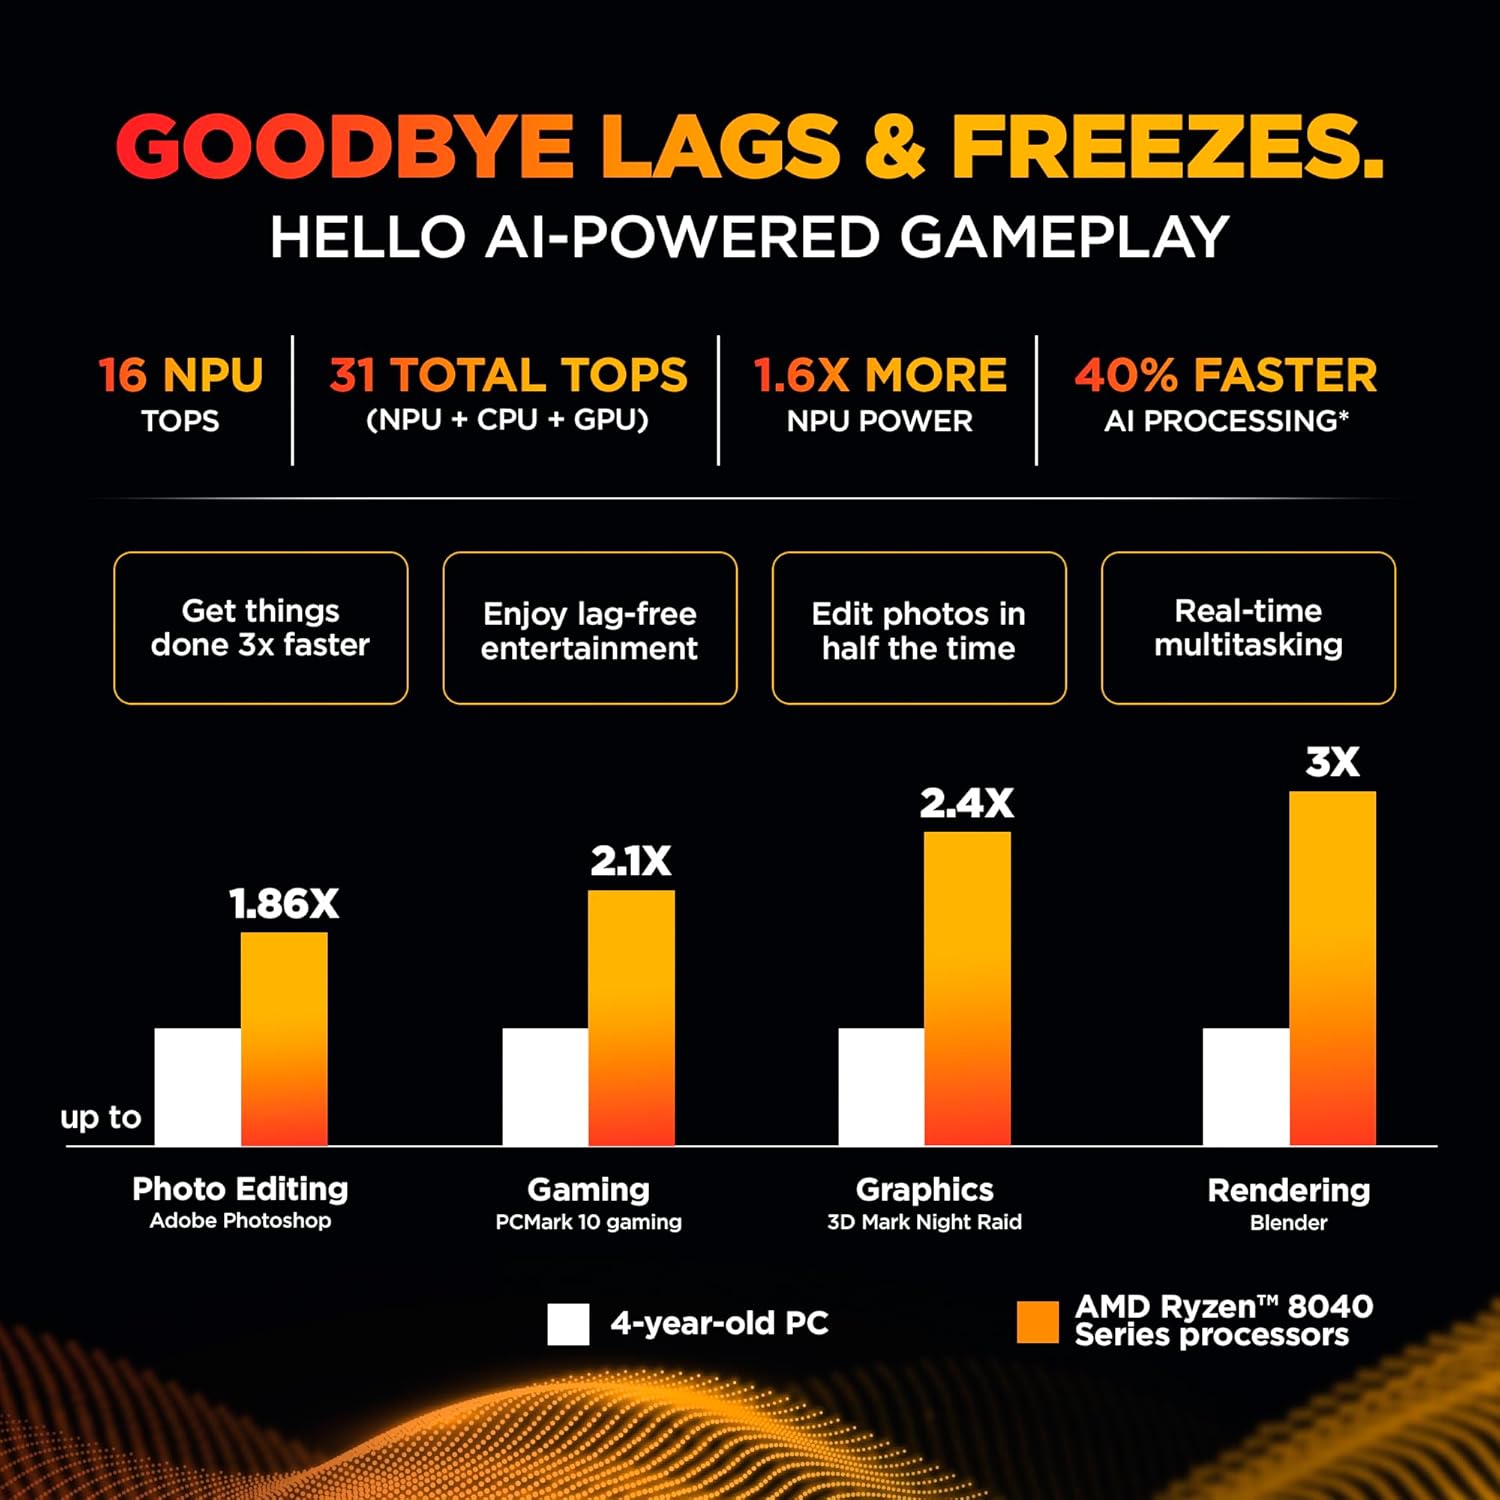 GOODBYE LAGS & FREEZES.
HELLO AI-POWERED GAMEPLAY
16 NPU
TOPS
31 TOTAL TOPS
(NPU + CPU + GPU)
1.6X MORE
NPU POWER
40% FASTER
AI PROCESSING*
Get things
done 3x faster
Enjoy lag-free
entertainment
Edit photos in
half the time
Real-time
multitasking
1.86X
2.1X
2.4X
3X
up to
Photo Editing
Adobe Photoshop
Gaming
PCMark 10 gaming
Graphics
3D Mark Night Raid
Rendering
Blender
4-year-old PC
AMD Ryzen™ 8040
Series processors